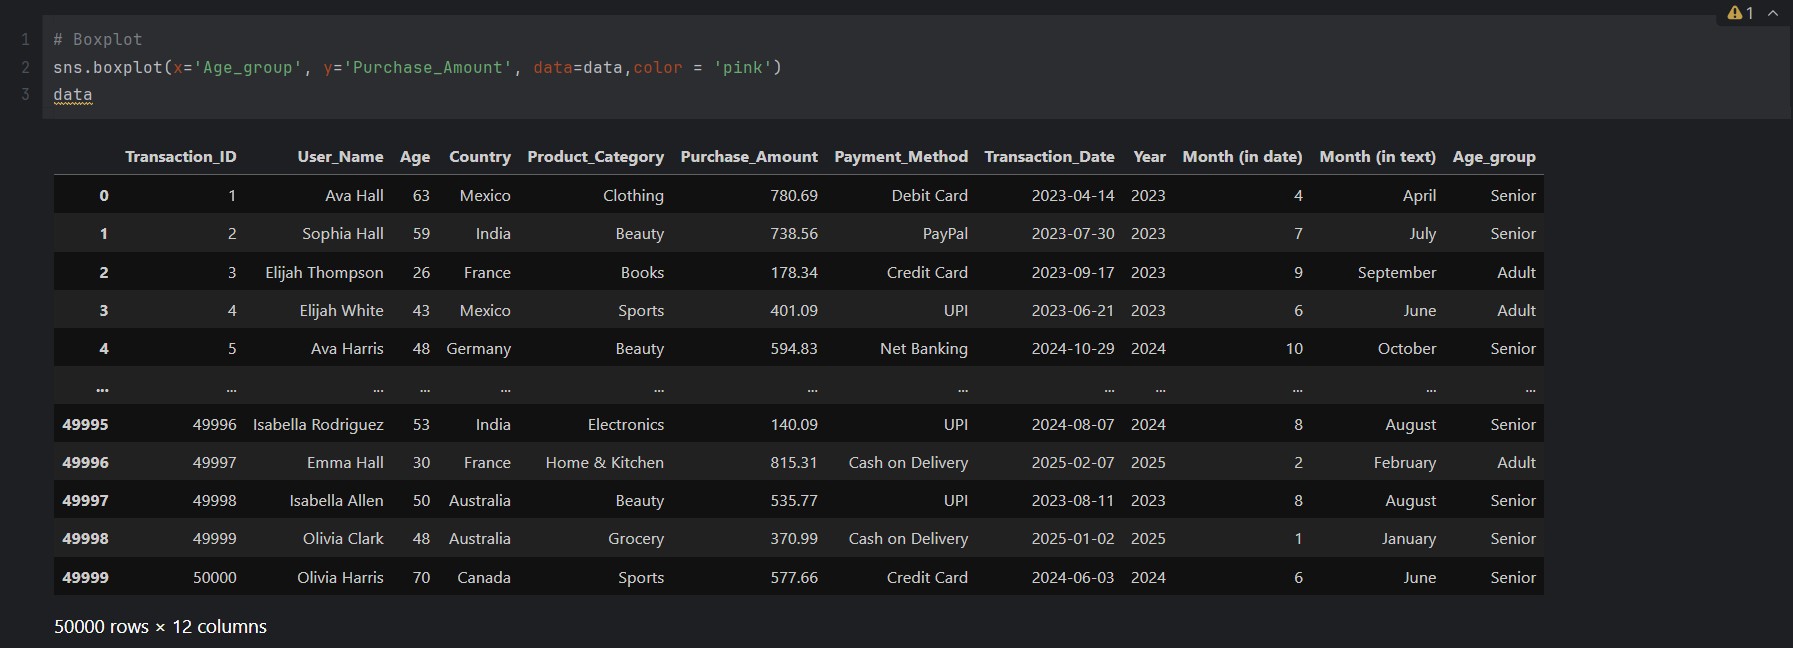 1
1 # Boxplot
2 sns.boxplot(x='Age_group', y='Purchase_Amount', data=data,color = 'pink')
3 data
Transaction_ID User_Name Age Country Product_Category Purchase_Amount Payment_Method Transaction_Date Year Month (in date) Month (in text) Age_group
0 1 Ava Hall 63 Mexico Clothing 780.69 Debit Card 2023-04-14 2023 4 April Senior
1 2 Sophia Hall 59 India Beauty 738.56 PayPal 2023-07-30 2023 7 July Senior
2 3 Elijah Thompson 26 France Books 178.34 Credit Card 2023-09-17 2023 9 September Adult
3 4 Elijah White 43 Mexico Sports 401.09 UPI 2023-06-21 2023 6 June Adult
4 5 Ava Harris 48 Germany Beauty 594.83 Net Banking 2024-10-29 2024 10 October Senior
... ... ... ... ... ... ... ... ... ... ... ... ...
49995 49996 Isabella Rodriguez 53 India Electronics 140.09 UPI 2024-08-07 2024 8 August Senior
49996 49997 Emma Hall 30 France Home & Kitchen 815.31 Cash on Delivery 2025-02-07 2025 2 February Adult
49997 49998 Isabella Allen 50 Australia Beauty 535.77 UPI 2023-08-11 2023 8 August Senior
49998 49999 Olivia Clark 48 Australia Grocery 370.99 Cash on Delivery 2025-01-02 2025 1 January Senior
49999 50000 Olivia Harris 70 Canada Sports 577.66 Credit Card 2024-06-03 2024 6 June Senior
50000 rows × 12 columns